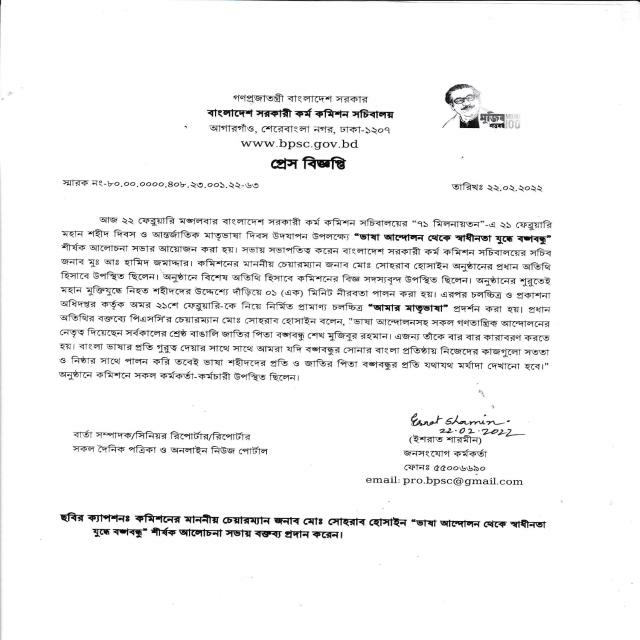 গণপ্রজাতন্ত্রী বাংলাদেশ সরকার
বাংলাদেশ সরকারী কর্ম কমিশন সচিবালয়
আগারগাঁও, শেরেবাংলা নগর, ঢাকা-১২০৭
www.bpsc.gov.bd
মুজিব
100
প্রেস বিজ্ঞপ্তি
স্মারক নং-৮০.০০.০০০০.৪০৮.২৩.০০১.২২-৬৩
তারিখঃ ২২.০২.২০২২
আজ ২২ ফেব্রুয়ারি মঙ্গলবার বাংলাদেশ সরকারী কর্ম কমিশন সচিবালয়ের “৭১ মিলনায়তন”-এ ২১ ফেব্রুয়ারি
মহান শহীদ দিবস ও আন্তর্জাতিক মাতৃভাষা দিবস উদযাপন উপলক্ষ্যে “ভাষা আন্দোলন থেকে স্বাধীনতা যুদ্ধে বঙ্গবন্ধু”
শীর্ষক আলোচনা সভার আয়োজন করা হয়। সভায় সভাপতিত্ব করেন বাংলাদেশ সরকারী কর্ম কমিশন সচিবালয়ের সচিব
জনাব মুঃ আঃ হামিদ জমাদ্দার। কমিশনের মাননীয় চেয়ারম্যান জনাব মোঃ সোহরাব হোসাইন অনুষ্ঠানের প্রধান অতিথি
হিসাবে উপস্থিত ছিলেন। অনুষ্ঠানে বিশেষ অতিথি হিসাবে কমিশনের বিজ্ঞ সদস্যবৃন্দ উপস্থিত ছিলেন। অনুষ্ঠানের শুরুতেই
মহান মুক্তিযুদ্ধে নিহত শহীদের উদ্দেশ্যে দাঁড়িয়ে ০১ (এক) মিনিট নীরবতা পালন করা হয়। এরপর চলচ্চিত্র ও প্রকাশনা
অধিদপ্তর কর্তৃক অমর ২১শে ফেব্রুয়ারি-কে নিয়ে নির্মিত প্রামাণ্য চলচ্চিত্র “আমার মাতৃভাষা” প্রদর্শন করা হয়। প্রধান
অতিথির বক্তব্যে পিএসসি'র চেয়ারম্যান মোঃ সোহরাব হোসাইন বলেন, “ভাষা আন্দোলনসহ সকল গণতান্ত্রিক আন্দোলনের
নেতৃত্ব দিয়েছেন সর্বকালের শ্রেষ্ঠ বাঙালি জাতির পিতা বঙ্গবন্ধু শেখ মুজিবুর রহমান। এজন্য তাঁকে বার বার কারাবরণ করতে
হয়। বাংলা ভাষার প্রতি গুরুত্ব দেয়ার সাথে সাথে আমরা যদি বঙ্গবন্ধুর সোনার বাংলা প্রতিষ্ঠায় নিজেদের কাজগুলো সততা
ও নিষ্ঠার সাথে পালন করি তবেই ভাষা শহীদদের প্রতি ও জাতির পিতা বঙ্গবন্ধুর প্রতি যথাযথ মর্যাদা দেখানো হবে।”
অনুষ্ঠানে কমিশনে সকল কর্মকর্তা-কর্মচারী উপস্থিত ছিলেন।
Esrat Sharmin
22.02.2022
বার্তা সম্পাদক/সিনিয়র রিপোর্টার/রিপোর্টার
সকল দৈনিক পত্রিকা ও অনলাইন নিউজ পোর্টাল
(ইশরাত শারমীন)
জনসংযোগ কর্মকর্তা
ফোনঃ ৫৫০০৬৬৯০
email: pro.bpsc@gmail.com
ছবির ক্যাপশনঃ কমিশনের মাননীয় চেয়ারম্যান জনাব মোঃ সোহরাব হোসাইন “ভাষা আন্দোলন থেকে স্বাধীনতা
যুদ্ধে বঙ্গবন্ধু” শীর্ষক আলোচনা সভায় বক্তব্য প্রদান করেন।